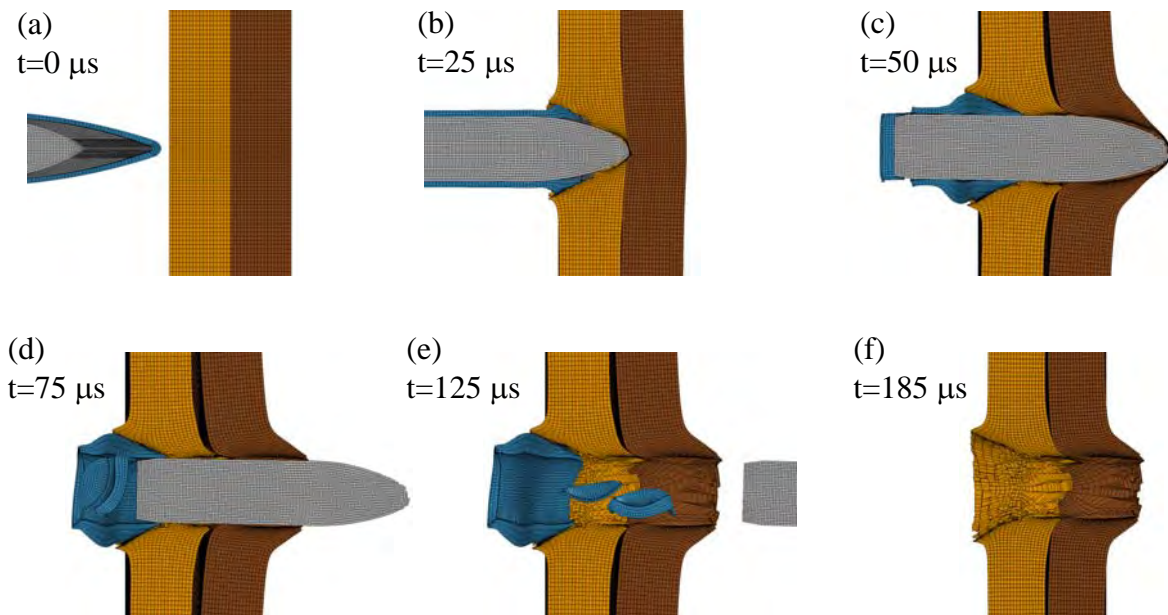 (a)
t=0 μs
(b)
t=25 μs
(c)
t=50 μs
(d)
t=75 μs
(e)
t=125 μs
(f)
t=185 μs